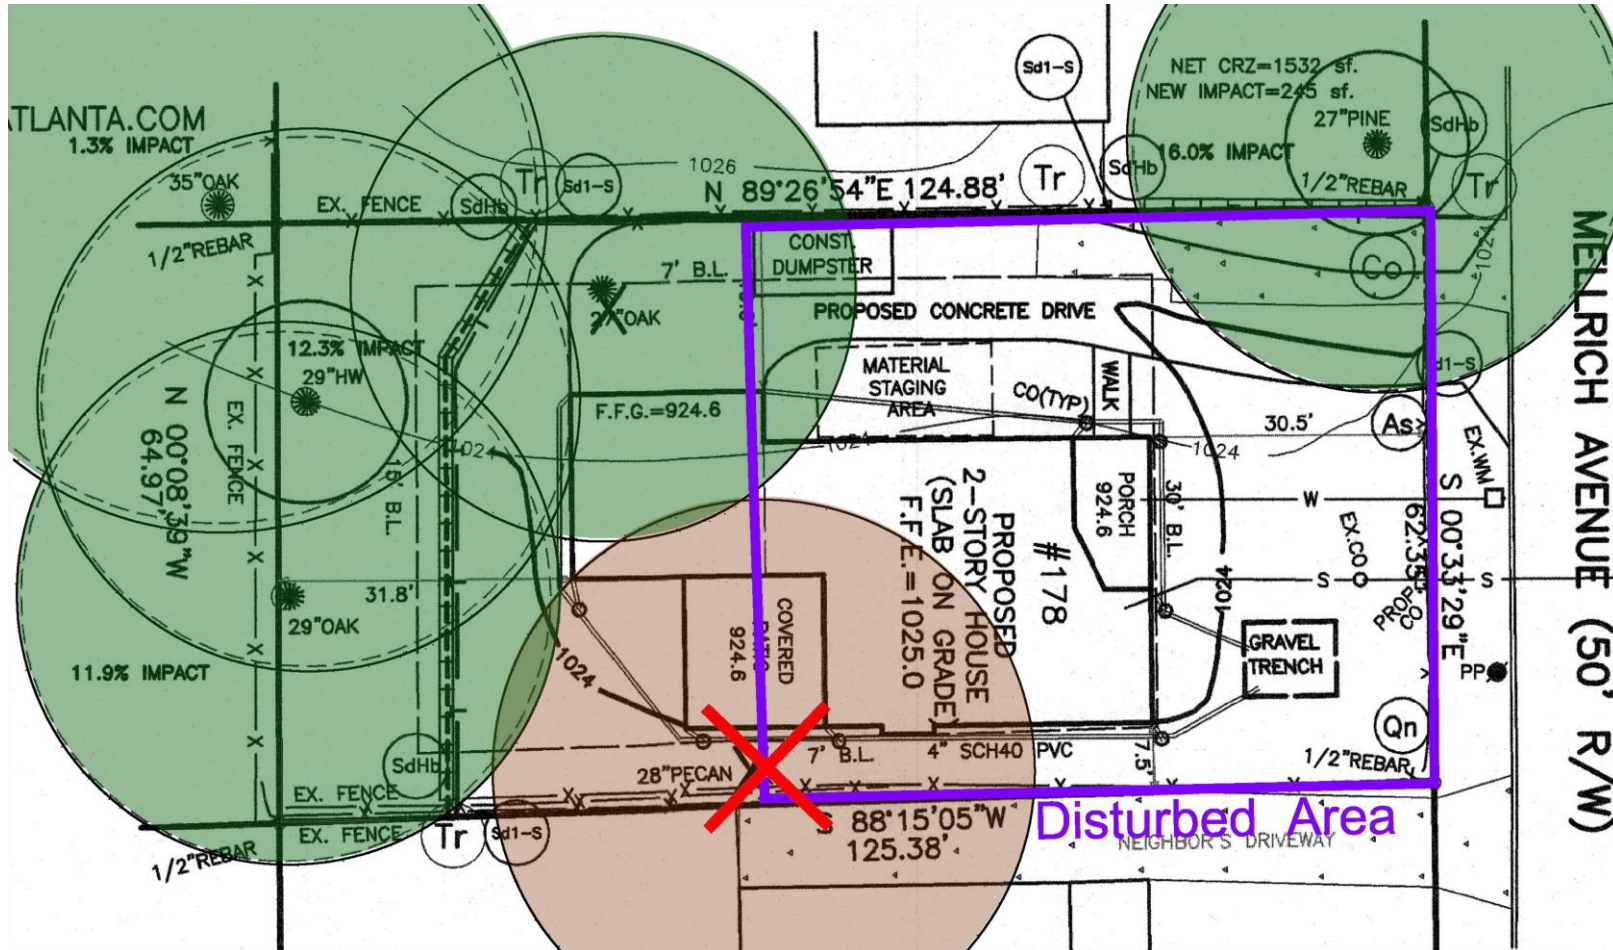 Sd1-S
NET CRZ=1532 sf.
NEW IMPACT=245 sf.
27"PINE
SdHb
ATLANTA.COM
1.3% IMPACT
16.0% IMPACT
1026
35"OAK
Tr
Sd1-S
Tr
SdHb
1/2"REBAR
Tr
EX. FENCE
SdHb
N 89°26'54"E 124.88'
1/2"REBAR
CONST.
DUMPSTER
7' B.L.
Co
1024
27"OAK
PROPOSED CONCRETE DRIVE
12.3% IMPACT
29"HW
MATERIAL
STAGING
AREA
WALK
CO(TYP)
Sd1-S
F.F.G.=924.6
30.5'
As
EX.WM
MELLRICH AVENUE (50' R/W)
N 00°08'39"W
64.97'
EX. FENCE
15' B.L.
1024
1024
1024
PORCH
924.6
30' B.L.
W
S 00°33'29"E
62.35'
EX.CO
S
S
PROP.
CO
1024
PROPOSED
2-STORY HOUSE
(SLAB ON GRADE)
F.F.E.=1025.0
#178
31.8'
29"OAK
COVERED
PATIO
924.6
1024
GRAVEL
TRENCH
PP
11.9% IMPACT
Qn
SdHb
28"PECAN
7' B.L.
4" SCH40 PVC
7.5'
1/2"REBAR
EX. FENCE
EX. FENCE
Tr
Sd1-S
S 88°15'05"W
125.38'
Disturbed Area
NEIGHBOR'S DRIVEWAY
1/2"REBAR